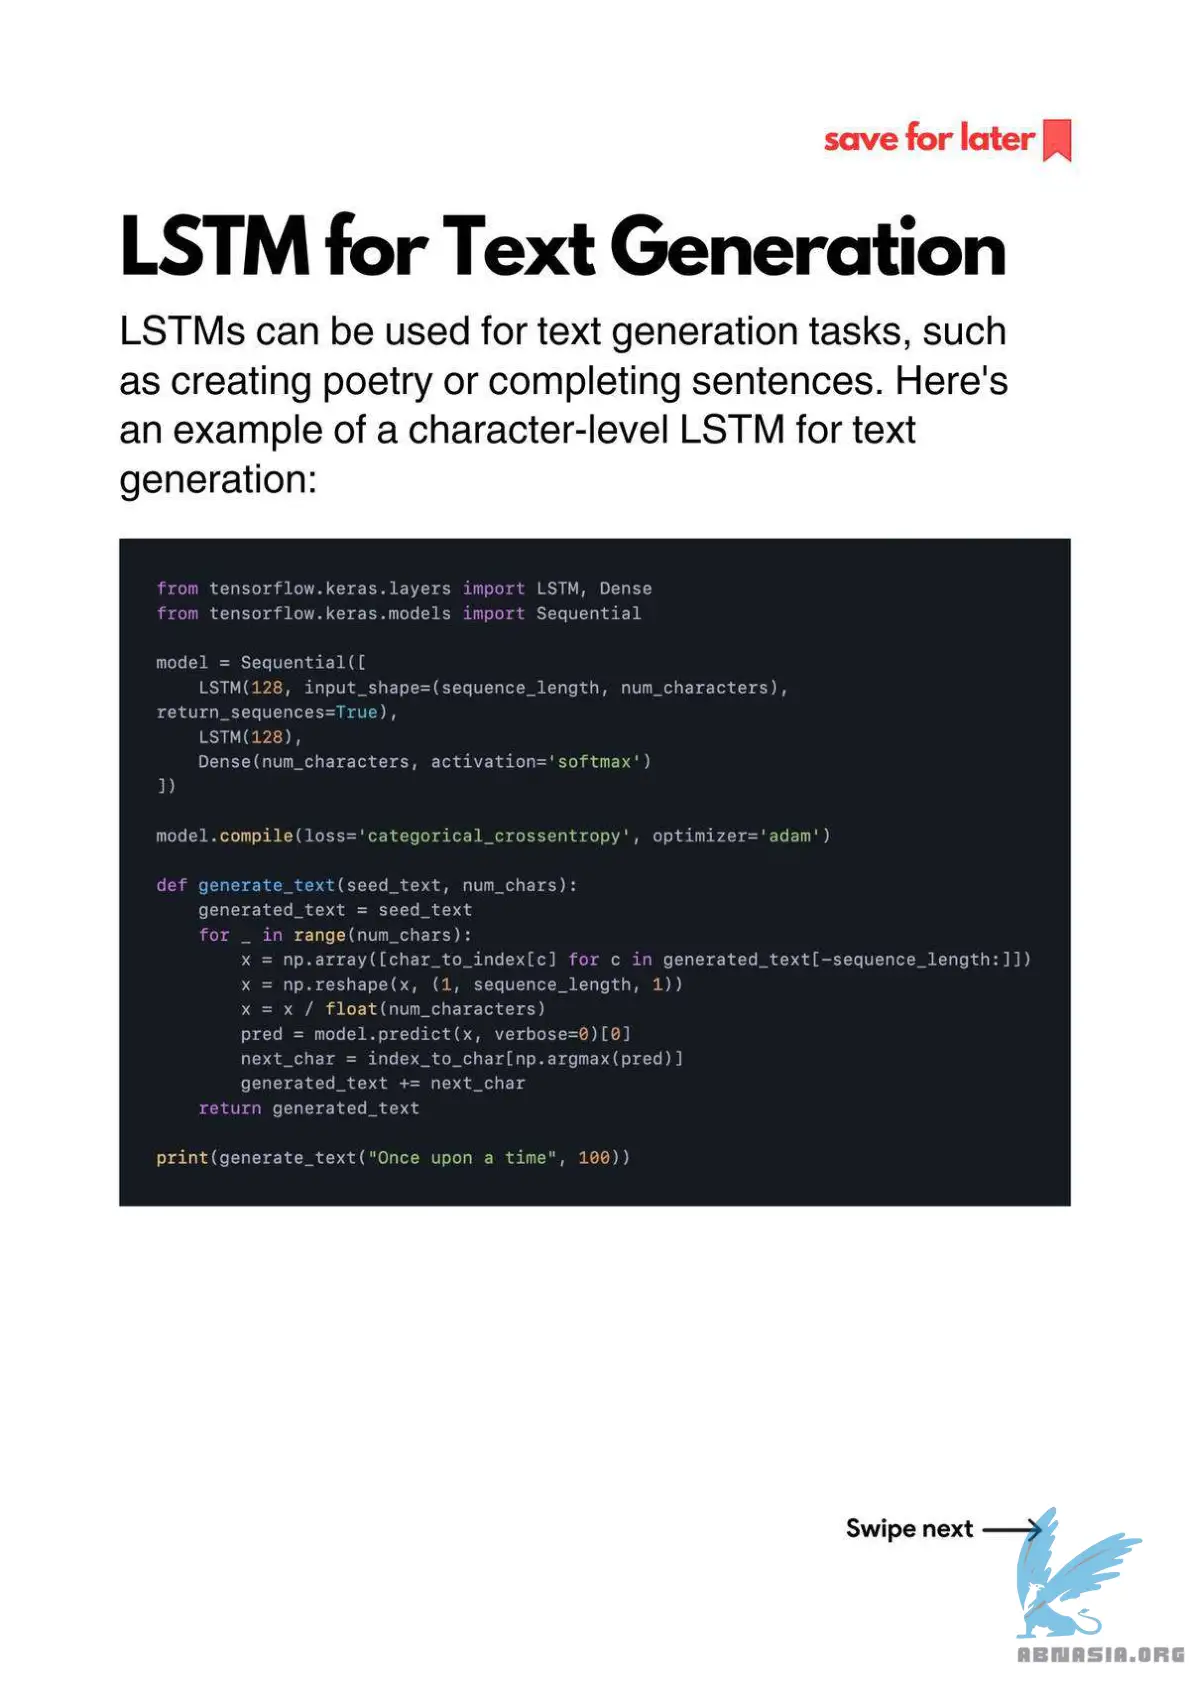 save for later
LSTM for Text Generation
LSTMs can be used for text generation tasks, such
as creating poetry or completing sentences. Here's
an example of a character-level LSTM for text
generation:
from tensorflow.keras.layers import LSTM, Dense
from tensorflow.keras.models import Sequential
model = Sequential([
    LSTM(128, input_shape=(sequence_length, num_characters),
return_sequences=True),
    LSTM(128),
    Dense(num_characters, activation='softmax')
])
model.compile(loss='categorical_crossentropy', optimizer='adam')
def generate_text(seed_text, num_chars):
    generated_text = seed_text
    for _ in range(num_chars):
        x = np.array([char_to_index[c] for c in generated_text[-sequence_length:]])
        x = np.reshape(x, (1, sequence_length, 1))
        x = x / float(num_characters)
        pred = model.predict(x, verbose=0)[0]
        next_char = index_to_char[np.argmax(pred)]
        generated_text += next_char
    return generated_text
print(generate_text("Once upon a time", 100))
Swipe next
ABNASIA.ORG